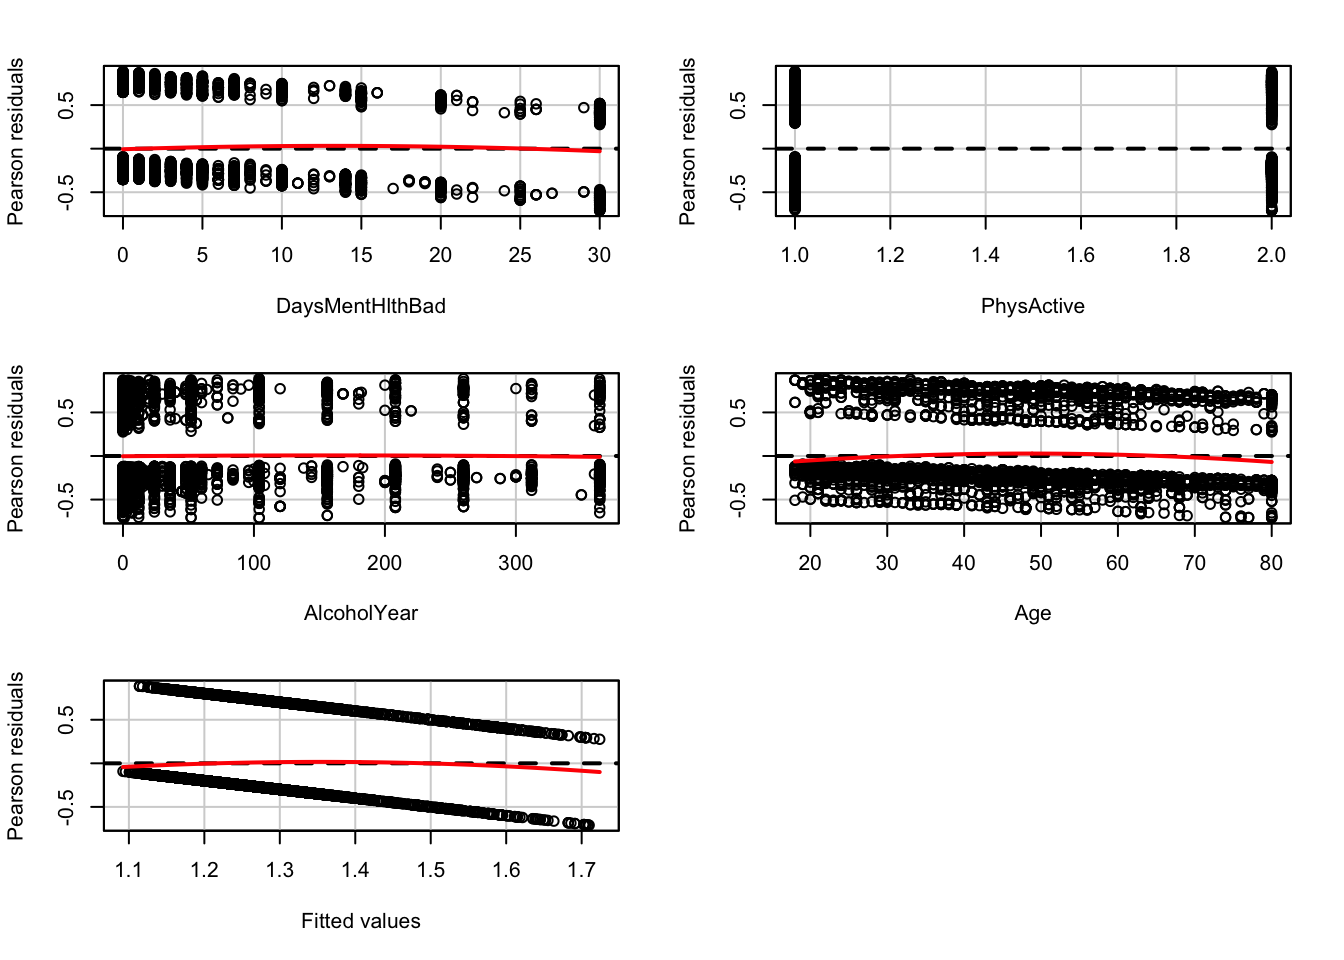 Pearson residuals
0.5
-0.5
0 5 10 15 20 25 30
DaysMentHlthBad
Pearson residuals
0.5
-0.5
1.0 1.2 1.4 1.6 1.8 2.0
PhysActive
Pearson residuals
0.5
-0.5
0 100 200 300
AlcoholYear
Pearson residuals
0.5
-0.5
20 30 40 50 60 70 80
Age
Pearson residuals
0.5
-0.5
1.1 1.2 1.3 1.4 1.5 1.6 1.7
Fitted values